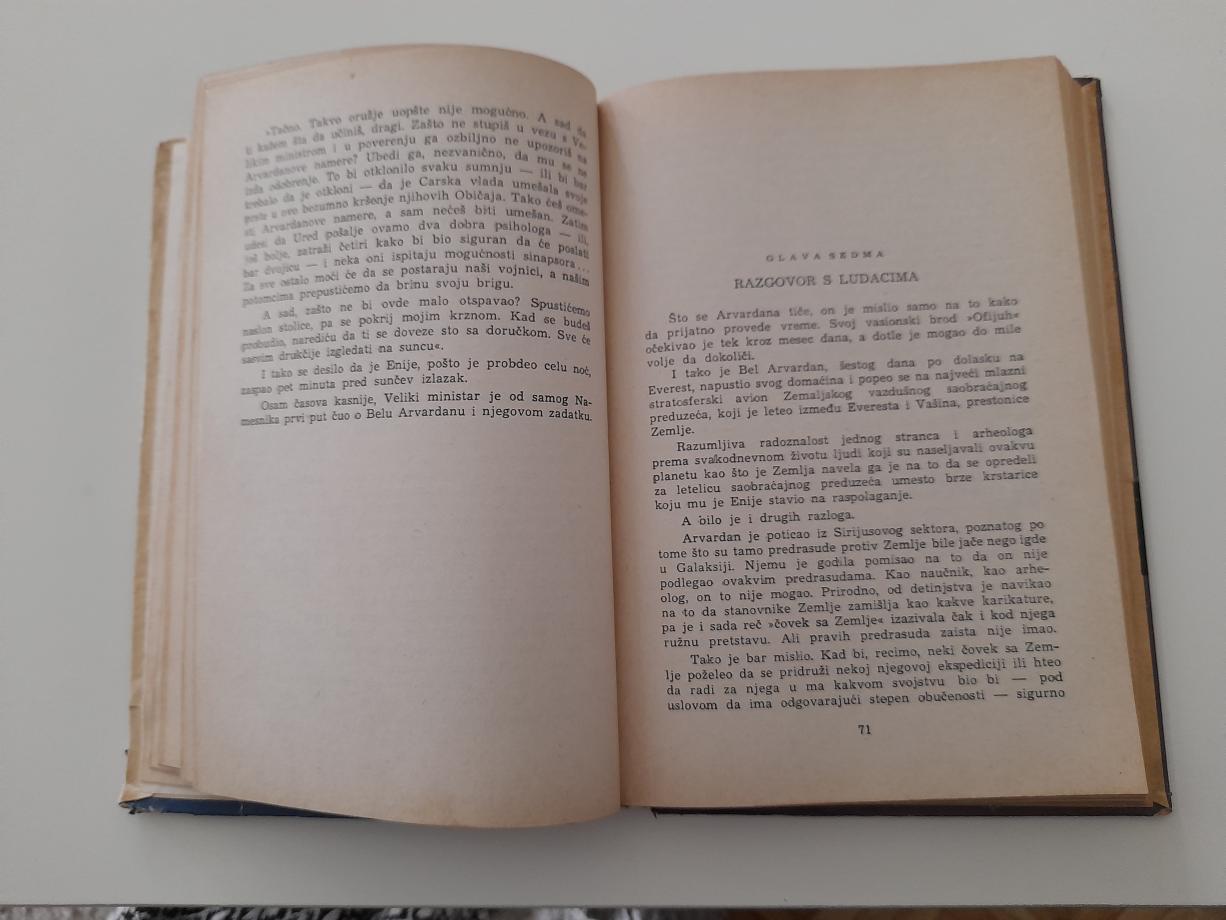 »Tačno. Takvo oružje uopšte nije mogućno. A sad da
ti kažem šta da učiniš, dragi. Zašto ne stupiš u vezu s Ve-
likim ministrom i u poverenju ga ozbiljno ne upozoriš na
Arvardanove namere? Ubedi ga, nezvanično, da mu se ne
izda odobrenje. To bi otklonilo svaku sumnju — ili bi bar
trebalo da je otkloni — da je Carska vlada umešala svoje
prste u ovo bezumno kršenje njihovih Običaja. Tako ćeš ome-
sti Arvardanove namere, a sam nećeš biti umešan. Zatim
udesi da Ured pošalje ovamo dva dobra psihologa — ili,
još bolje, zatraži četiri kako bi bio siguran da će poslati
bar dvojicu — i neka oni ispitaju mogućnosti sinapsora...
Za sve ostalo moći će da se postaraju naši vojnici, a našim
potomcima prepustićemo da brinu svoju brigu.
A sad, zašto ne bi ovde malo otspavao? Spustićemo
naslon stolice, pa se pokrij mojim krznom. Kad se budeš
probudio, narediću da ti se doveze sto sa doručkom. Sve će
sasvim drukčije izgledati na suncu«.
I tako se desilo da je Enije, pošto je probdeo celu noć,
zaspao pet minuta pred sunčev izlazak.
Osam časova kasnije, Veliki ministar je od samog Na-
mesnika prvi put čuo o Belu Arvardanu i njegovom zadatku.
GLAVA SEDMA
RAZGOVOR S LUDACIMA
Što se Arvardana tiče, on je mislio samo na to kako
da prijatno provede vreme. Svoj vasionski brod »Ofijuh«
očekivao je tek kroz mesec dana, a dotle je mogao do mile
volje da dokoliči.
I tako je Bel Arvardan, šestog dana po dolasku na
Everest, napustio svog domaćina i popeo se na najveći mlazni
stratosferski avion Zemaljskog vazdušnog saobraćajnog
preduzeća, koji je leteo između Everesta i Vašina, prestonice
Zemlje.
Razumljiva radoznalost jednog stranca i arheologa
prema svakodnevnom životu ljudi koji su naseljavali ovakvu
planetu kao što je Zemlja navela ga je na to da se opredeli
za letelicu saobraćajnog preduzeća umesto brze krstarice
koju mu je Enije stavio na raspolaganje.
A bilo je i drugih razloga.
Arvardan je poticao iz Sirijusovog sektora, poznatog po
tome što su tamo predrasude protiv Zemlje bile jače nego igde
u Galaksiji. Njemu je godila pomisao na to da on nije
podlegao ovakvim predrasudama. Kao naučnik, kao arhe-
olog, on to nije mogao. Prirodno, od detinjstva je navikao
na to da stanovnike Zemlje zamišlja kao kakve karikature,
pa je i sada reč »čovek sa Zemlje« izazivala čak i kod njega
ružnu pretstavu. Ali pravih predrasuda zaista nije imao.
Tako je bar mislio. Kad bi, recimo, neki čovek sa Zem-
lje poželeo da se pridruži nekoj njegovoj ekspediciji ili hteo
da radi za njega u ma kakvom svojstvu bio bi — pod
uslovom da ima odgovarajući stepen obučenosti — sigurno
71